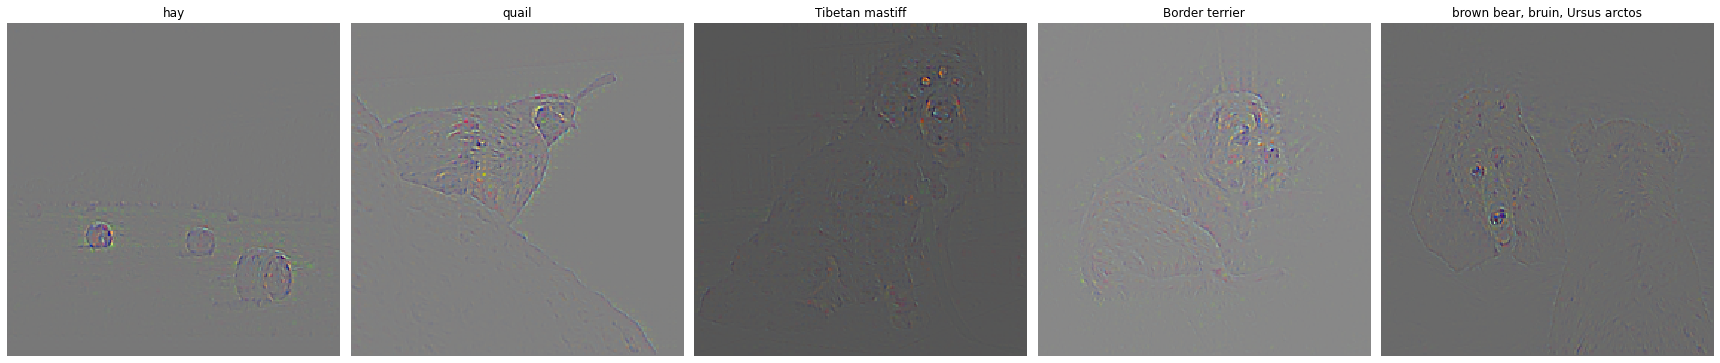 hay
quail
Tibetan mastiff
Border terrier
brown bear, bruin, Ursus arctos